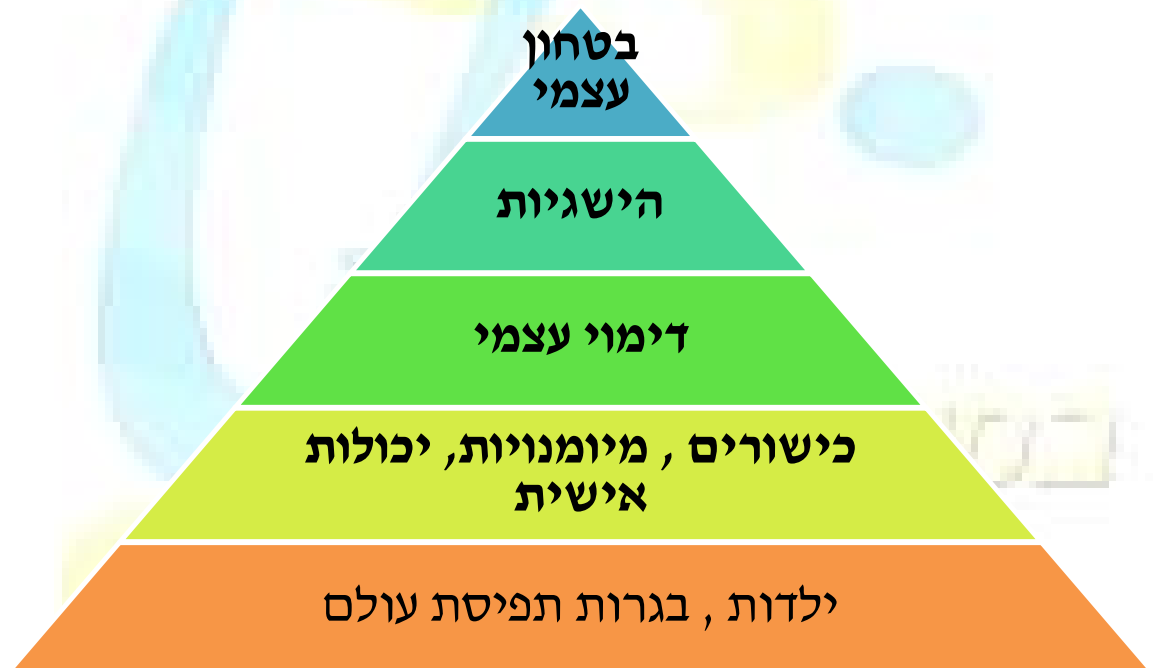 בטחון
עצמי
הישגיות
דימוי עצמי
כישורים , מיומנויות, יכולות
אישית
ילדות , בגרות תפיסת עולם